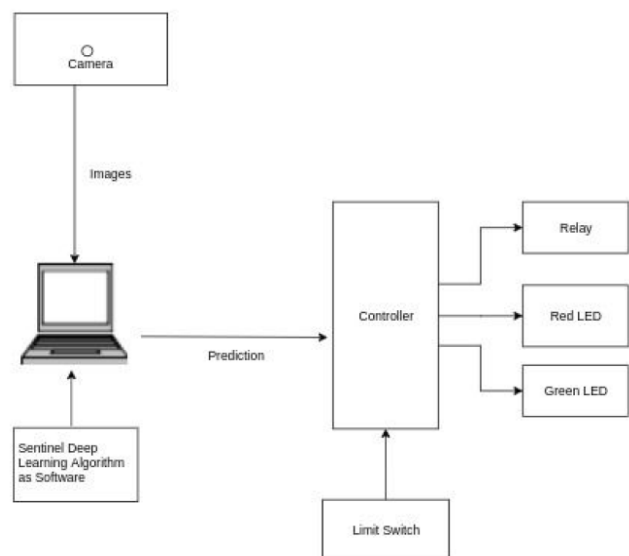 Camera
Images
Relay
Controller
Red LED
Prediction
Green LED
Sentinel Deep
Learning Algorithm
as Software
Limit Switch